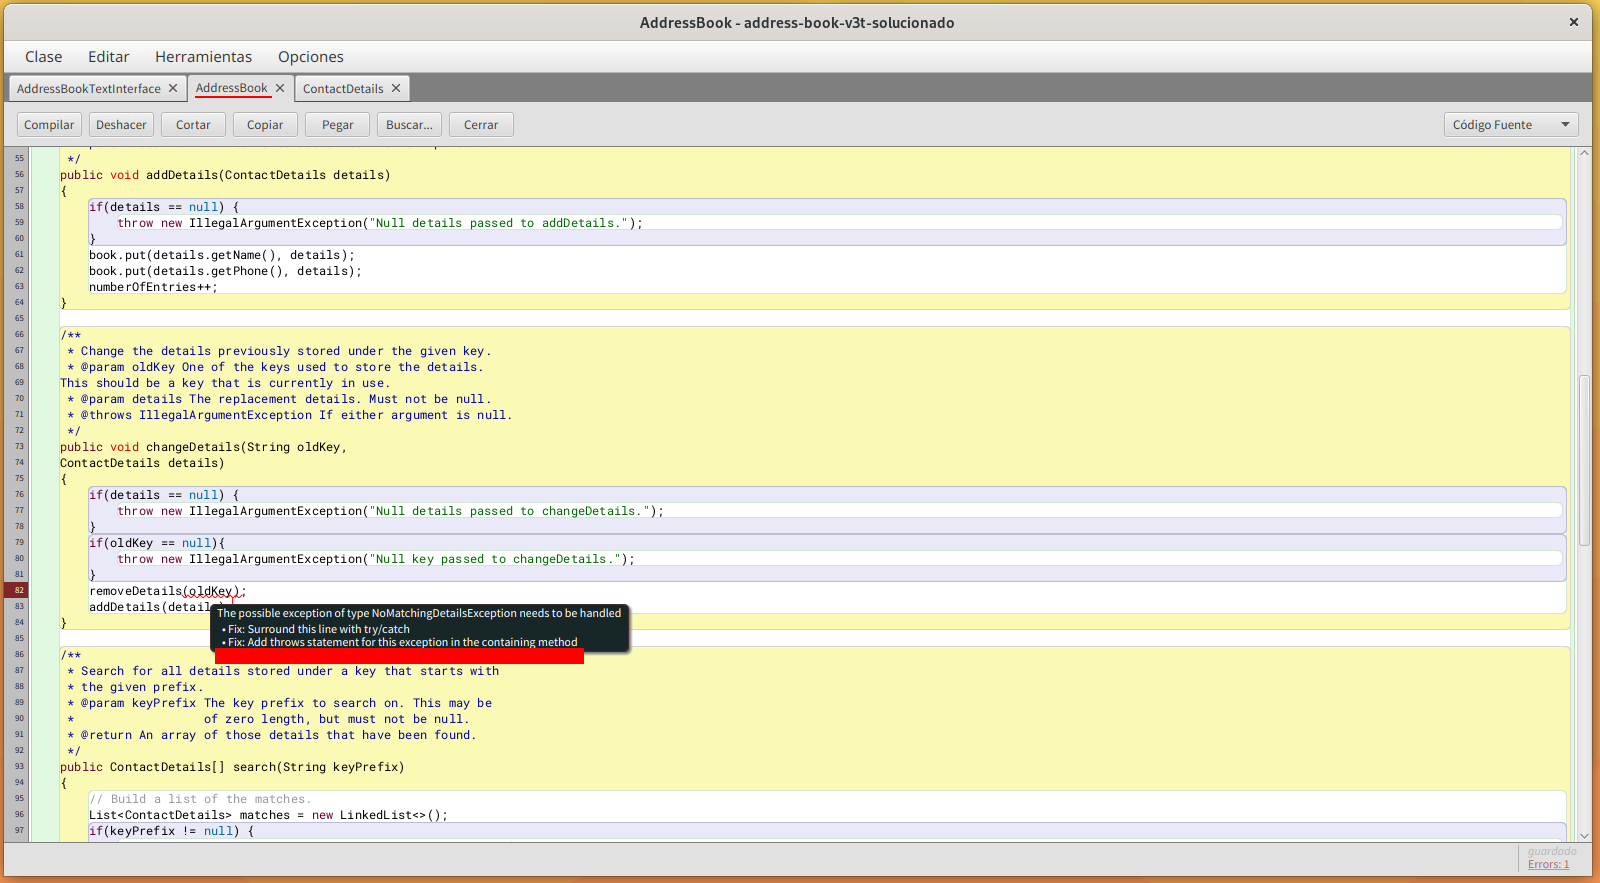 AddressBook - address-book-v3t-solucionado
Clase Editar Herramientas Opciones
AddressBookTextInterface AddressBook ContactDetails
Compilar Deshacer Cortar Copiar Pegar Buscar... Cerrar Código Fuente
55 */
56 public void addDetails(ContactDetails details)
57 {
58 if(details == null) {
59 throw new IllegalArgumentException("Null details passed to addDetails.");
60 }
61 book.put(details.getName(), details);
62 book.put(details.getPhone(), details);
63 numberOfEntries++;
64 }
65
66 /**
67 * Change the details previously stored under the given key.
68 * @param oldKey One of the keys used to store the details.
69 This should be a key that is currently in use.
70 * @param details The replacement details. Must not be null.
71 * @throws IllegalArgumentException If either argument is null.
72 */
73 public void changeDetails(String oldKey,
74 ContactDetails details)
75 {
76 if(details == null) {
77 throw new IllegalArgumentException("Null details passed to changeDetails.");
78 }
79 if(oldKey == null){
80 throw new IllegalArgumentException("Null key passed to changeDetails.");
81 }
82 removeDetails(oldKey);
83 addDetails(detail
The possible exception of type NoMatchingDetailsException needs to be handled
• Fix: Surround this line with try/catch
• Fix: Add throws statement for this exception in the containing method
84 }
85
86 /**
87 * Search for all details stored under a key that starts with
88 * the given prefix.
89 * @param keyPrefix The key prefix to search on. This may be
90 * of zero length, but must not be null.
91 * @return An array of those details that have been found.
92 */
93 public ContactDetails[] search(String keyPrefix)
94 {
95 // Build a list of the matches.
96 List<ContactDetails> matches = new LinkedList<>();
97 if(keyPrefix != null) {
guardado
Errors: 1